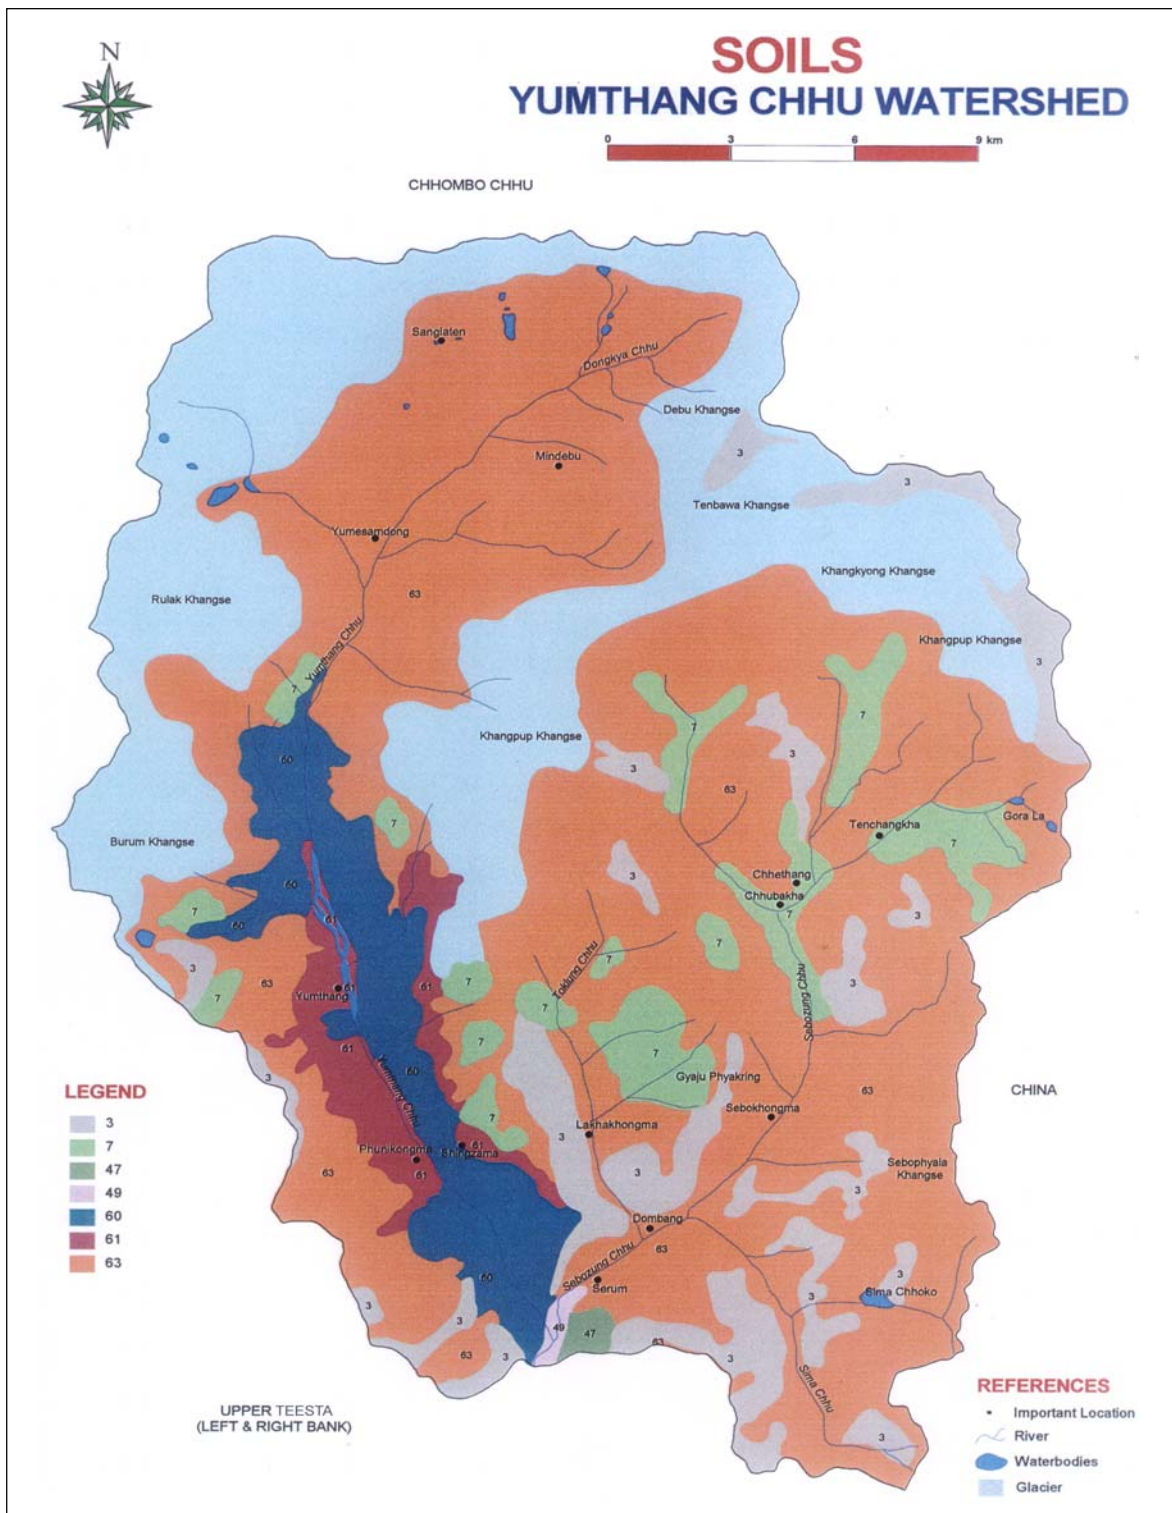 N
SOILS
YUMTHANG CHHU WATERSHED
0 3 6 9 km
CHHOMBO CHHU
Sanglaten
Dongkya Chhu
Debu Khangse
3
Mindebu
3
Tenbawa Khangse
Yumesamdong
Khangkyong Khangse
63
Rulak Khangse
Yumthang Chhu
Khangpup Khangse
3
7
7
7
Khangpup Khangse
3
60
3
63
7
Tenchangkha
Gora La
Burum Khangse
7
Chhethang
3
60
Chhubakha
7
61
7
3
60
7
Toklung Chhu
7
3
63
61
7
3
7
Yumthang
61
Sebozung Chhu
61
7
7
60
Gyaju Phyakring
3
Yumthang Chhu
63
CHINA
7
Sebokhongma
Lakhakhongma
3
Phunikongma
Shingzama
61
61
63
3
Sebophyala
Khangse
3
Dombang
63
Sebozung Chhu
Serum
60
3
Sima Chhoko
3
3
3
49
47
63
63
3
3
Sima Chhu
3
LEGEND
3
7
47
49
60
61
63
UPPER TEESTA
(LEFT & RIGHT BANK)
REFERENCES
Important Location
River
Waterbodies
Glacier